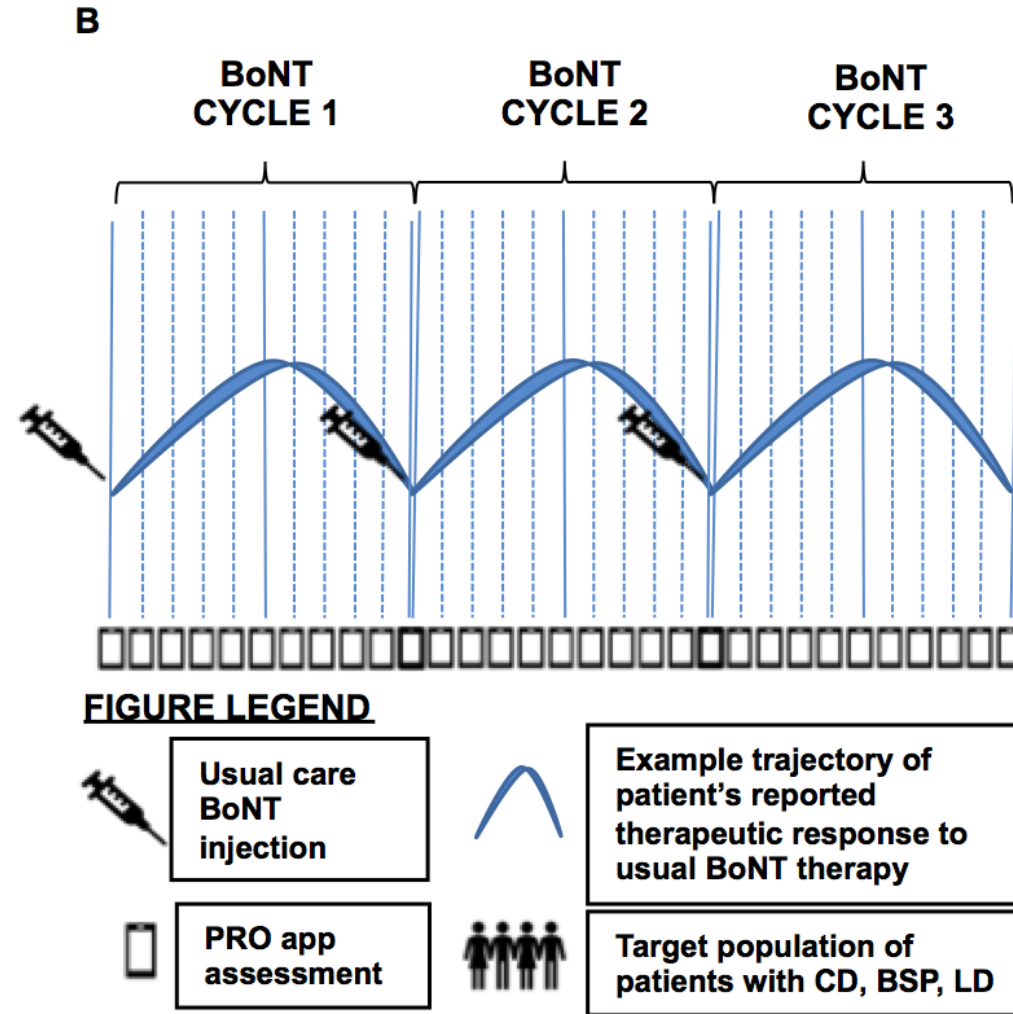 B
BoNT
CYCLE 1
BoNT
CYCLE 2
BoNT
CYCLE 3
FIGURE LEGEND
Usual care
BoNT
injection
Example trajectory of
patient’s reported
therapeutic response to
usual BoNT therapy
PRO app
assessment
Target population of
patients with CD, BSP, LD